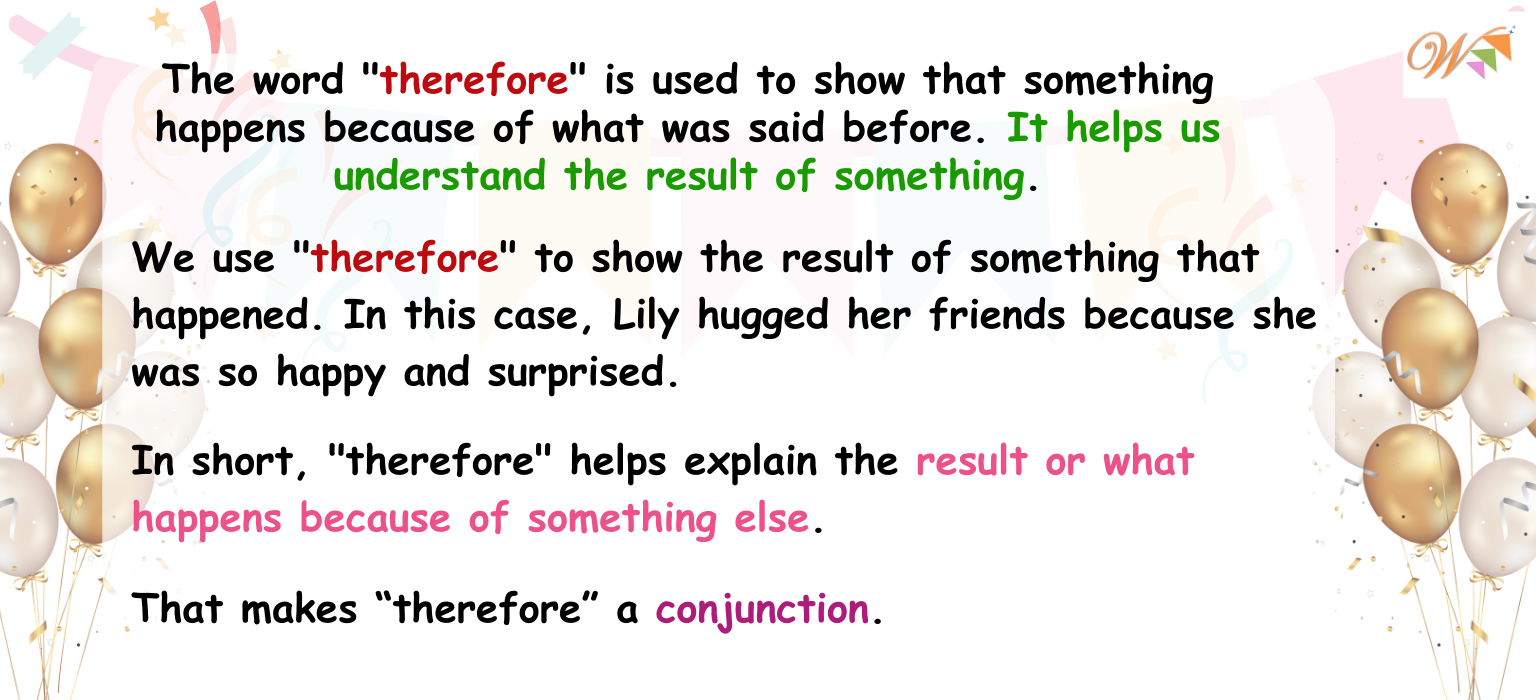 W
The word "therefore" is used to show that something
happens because of what was said before. It helps us
understand the result of something.
We use "therefore" to show the result of something that
happened. In this case, Lily hugged her friends because she
was so happy and surprised.
In short, "therefore" helps explain the result or what
happens because of something else.
That makes “therefore” a conjunction.